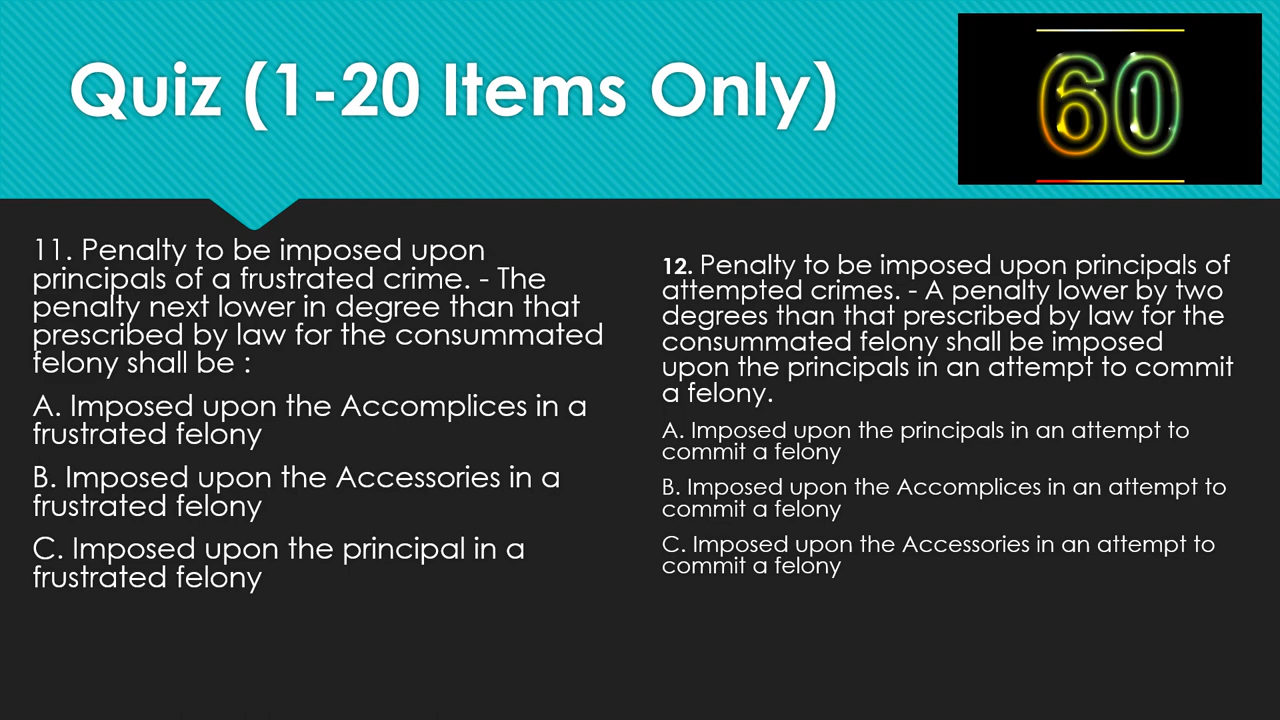 Quiz (1-20 Items Only)
60
11. Penalty to be imposed upon
principals of a frustrated crime. - The
penalty next lower in degree than that
prescribed by law for the consummated
felony shall be :
A. Imposed upon the Accomplices in a
frustrated felony
B. Imposed upon the Accessories in a
frustrated felony
C. Imposed upon the principal in a
frustrated felony
12. Penalty to be imposed upon principals of
attempted crimes. - A penalty lower by two
degrees than that prescribed by law for the
consummated felony shall be imposed
upon the principals in an attempt to commit
a felony.
A. Imposed upon the principals in an attempt to
commit a felony
B. Imposed upon the Accomplices in an attempt to
commit a felony
C. Imposed upon the Accessories in an attempt to
commit a felony